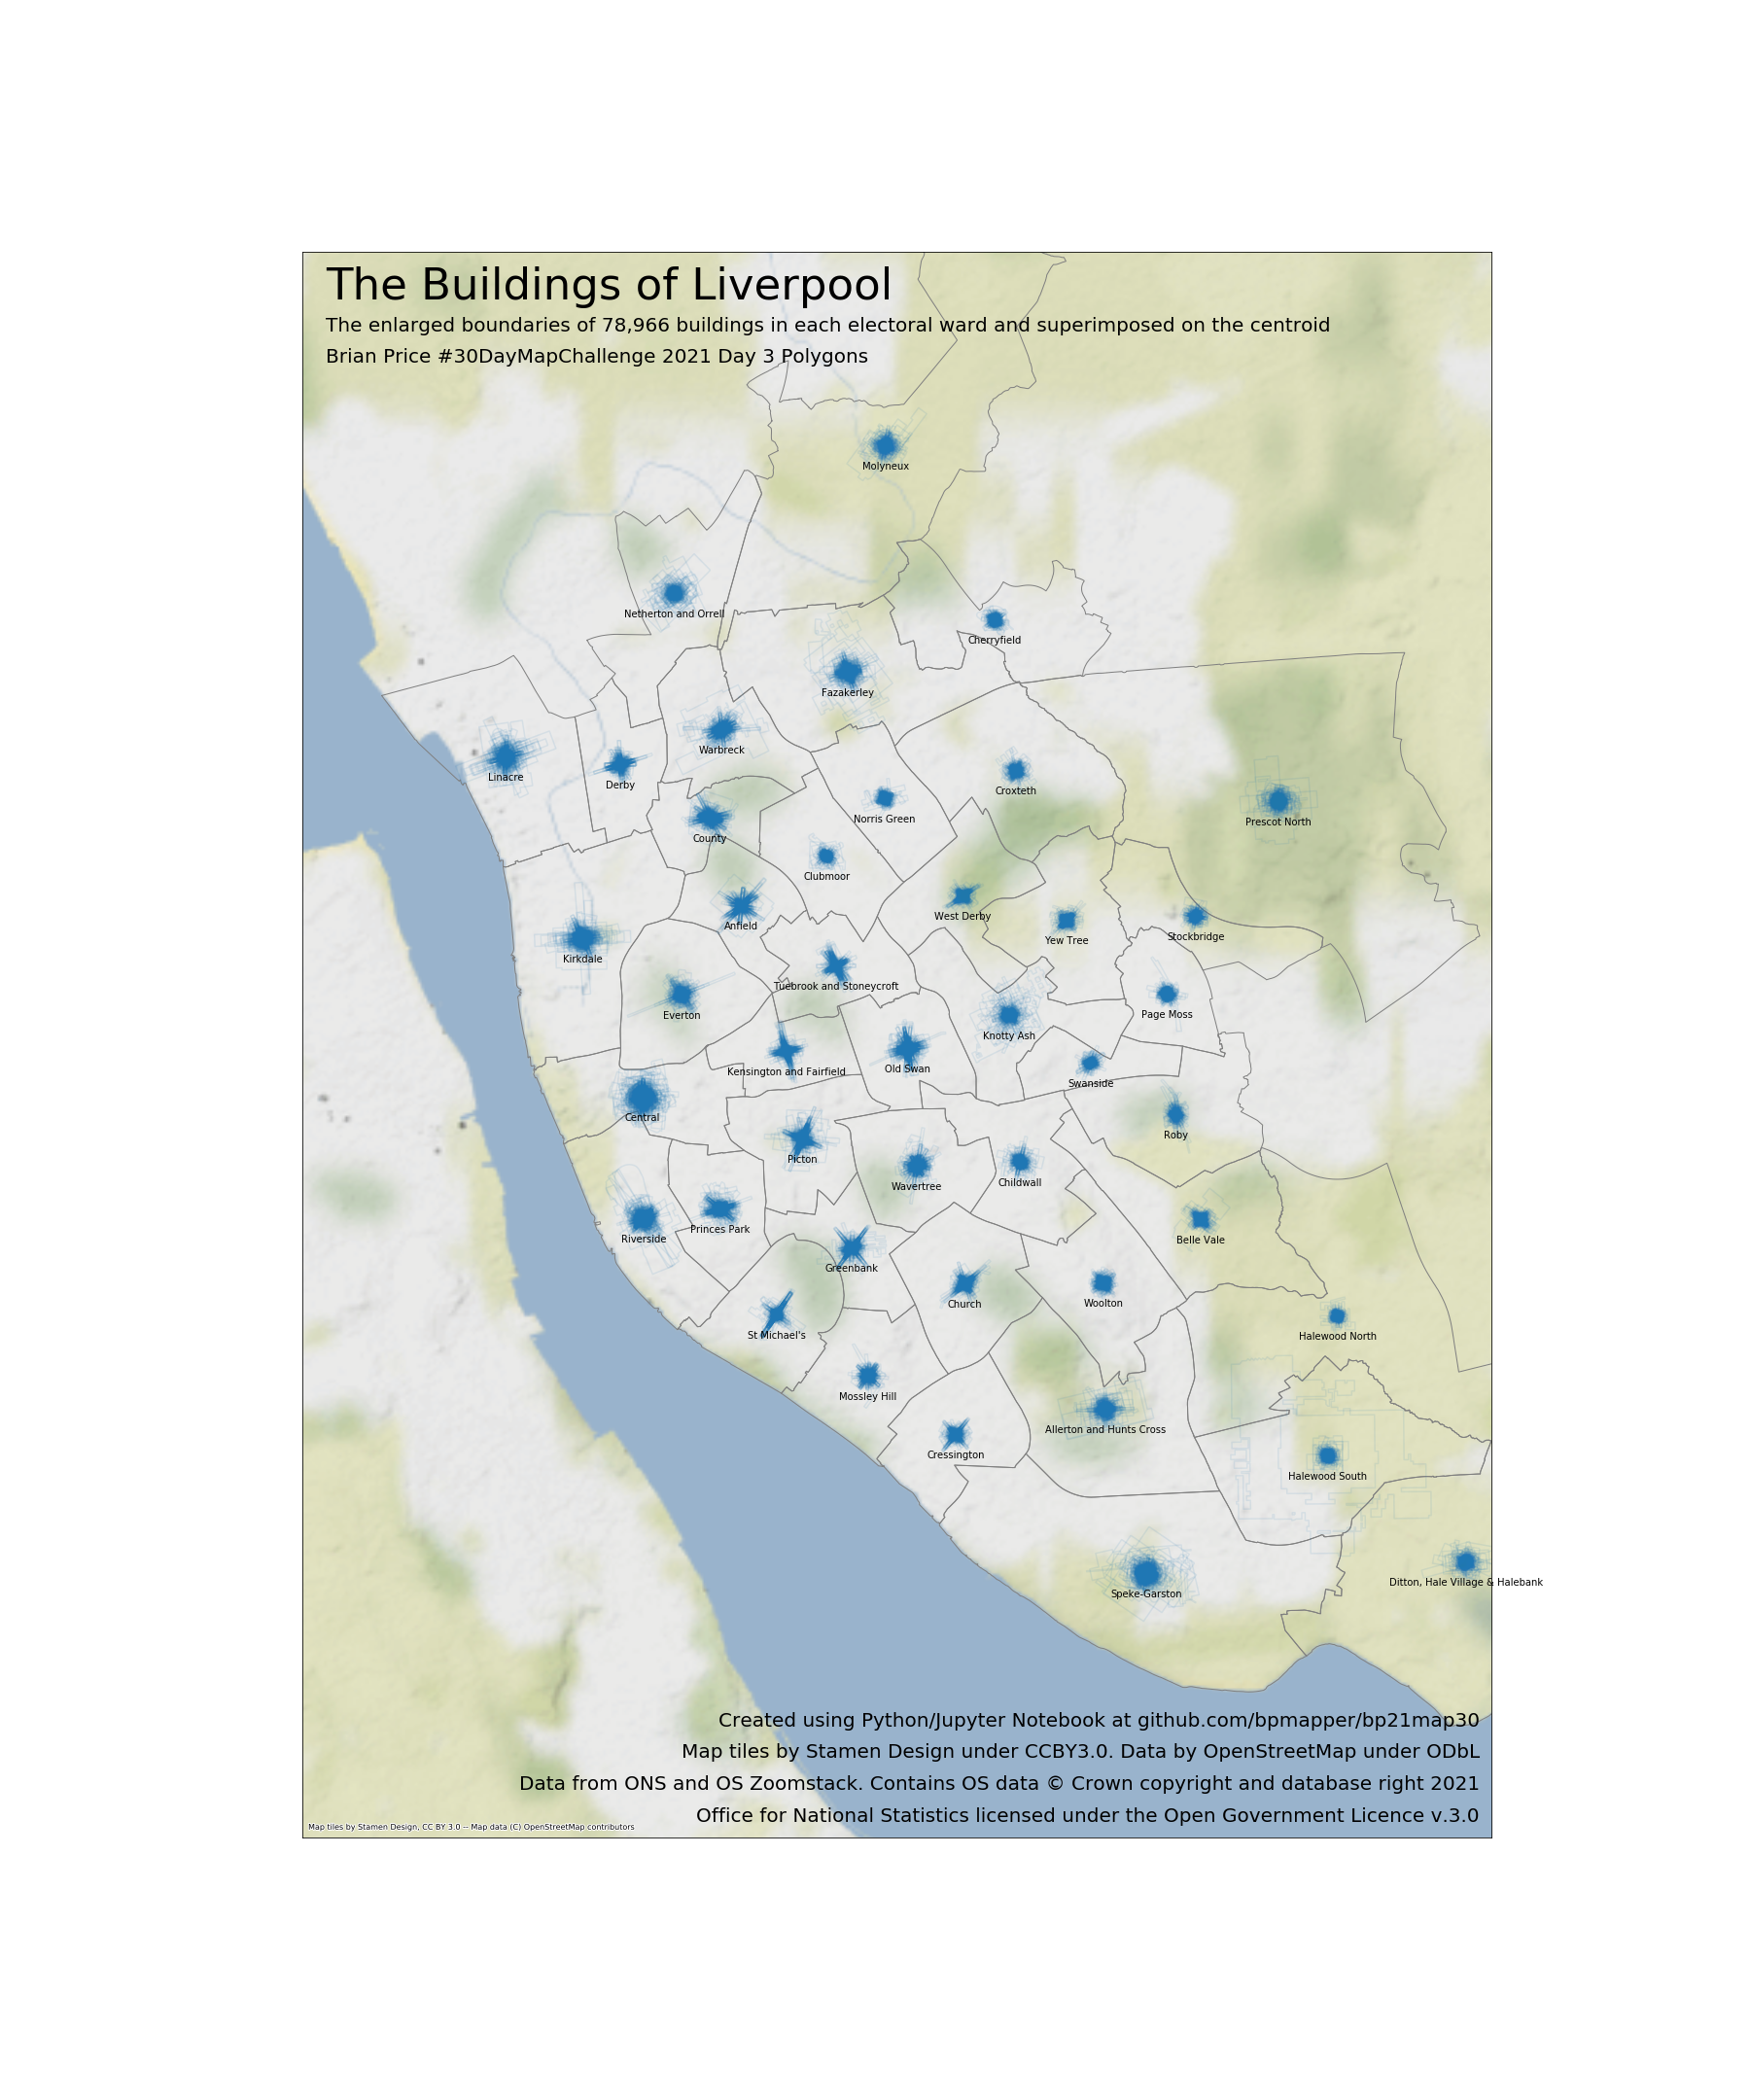 The Buildings of Liverpool
The enlarged boundaries of 78,966 buildings in each electoral ward and superimposed on the centroid
Brian Price #30DayMapChallenge 2021 Day 3 Polygons
Molyneux
Netherton and Orrell
Cherryfield
Fazakerley
Warbreck
Linacre
Derby
Croxteth
Norris Green
Prescot North
County
Clubmoor
West Derby
Anfield
Stockbridge
Yew Tree
Kirkdale
Tuebrook and Stoneycroft
Everton
Page Moss
Knotty Ash
Old Swan
Kensington and Fairfield
Swanside
Central
Roby
Picton
Childwall
Wavertree
Princes Park
Riverside
Belle Vale
Greenbank
Woolton
Church
St Michael's
Halewood North
Mossley Hill
Allerton and Hunts Cross
Cressington
Halewood South
Ditton, Hale Village & Halebank
Speke-Garston
Created using Python/Jupyter Notebook at github.com/bpmapper/bp21map30
Map tiles by Stamen Design under CCBY3.0. Data by OpenStreetMap under ODbL
Data from ONS and OS Zoomstack. Contains OS data © Crown copyright and database right 2021
Office for National Statistics licensed under the Open Government Licence v.3.0
Map tiles by Stamen Design, CC BY 3.0 -- Map data (C) OpenStreetMap contributors